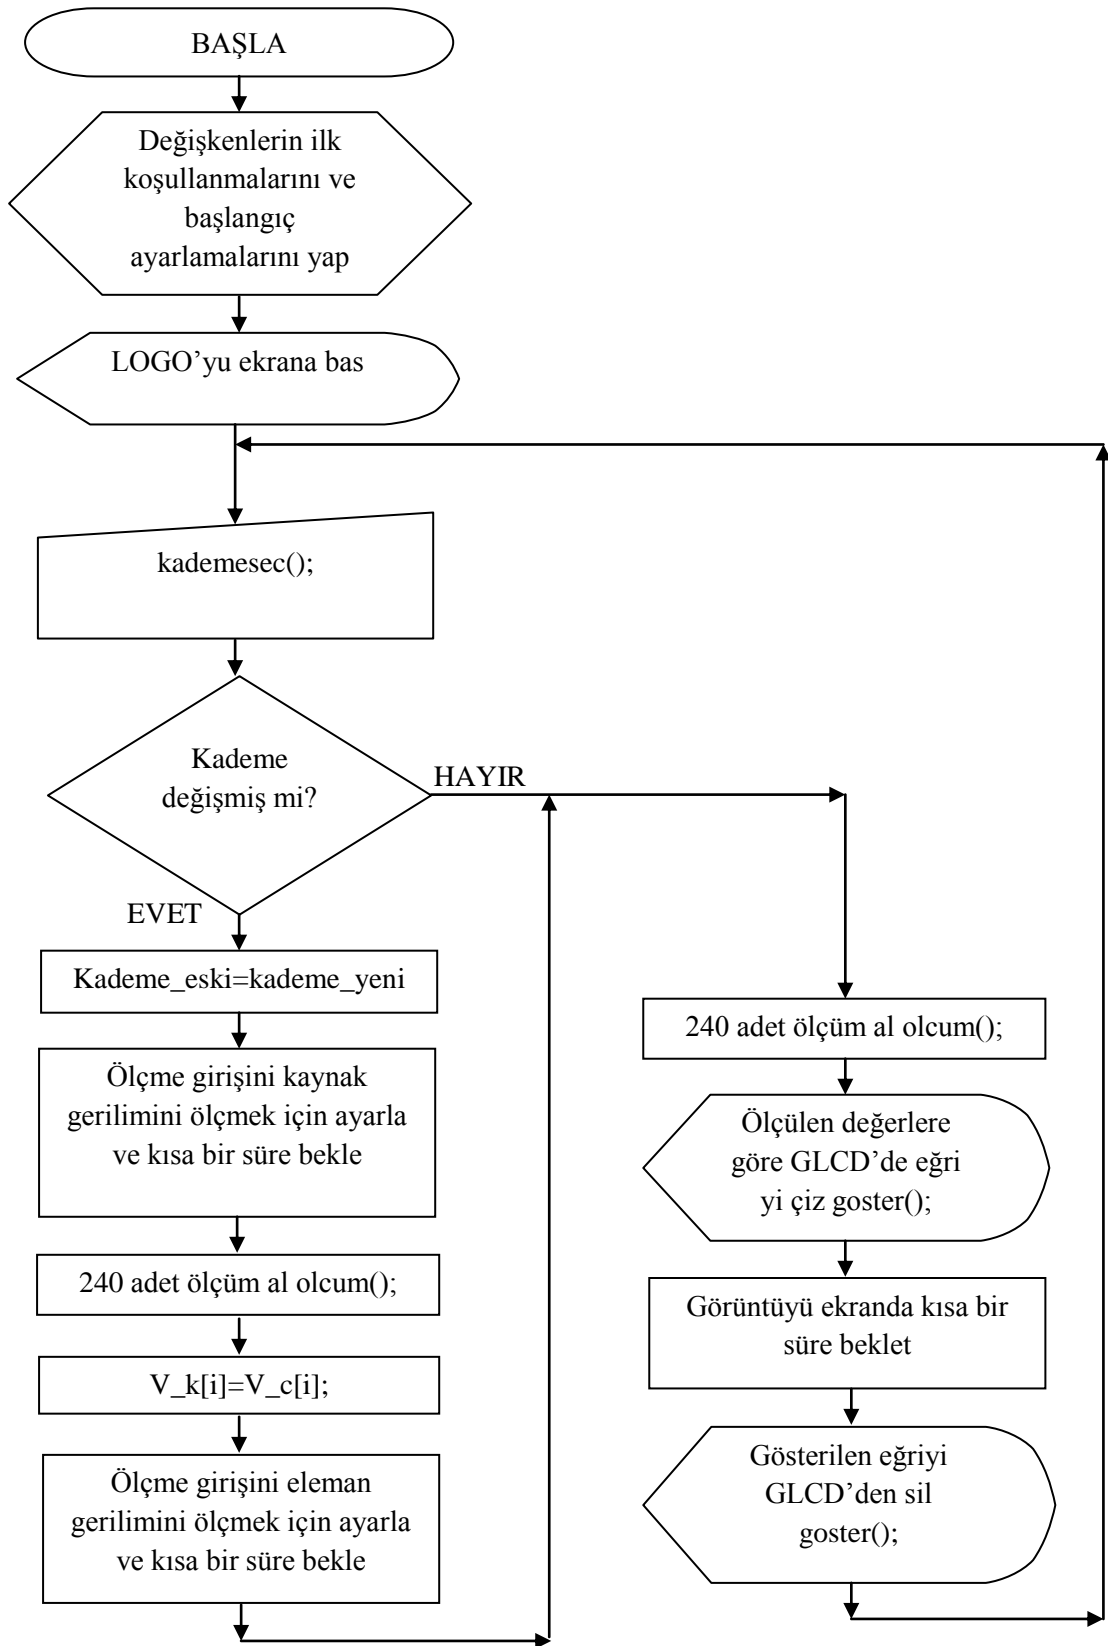 BAŞLA
Değişkenlerin ilk
koşullanmalarını ve
başlangıç
ayarlamalarını yap
LOGO’yu ekrana bas
kademesec();
Kademe
değişmiş mi?
HAYIR
EVET
Kademe_eski=kademe_yeni
Ölçme girişini kaynak
gerilimini ölçmek için ayarla
ve kısa bir süre bekle
240 adet ölçüm al olcum();
V_k[i]=V_c[i];
Ölçme girişini eleman
gerilimini ölçmek için ayarla
ve kısa bir süre bekle
240 adet ölçüm al olcum();
Ölçülen değerlere
göre GLCD’de eğri
yi çiz goster();
Görüntüyü ekranda kısa bir
süre beklet
Gösterilen eğriyi
GLCD’den sil
goster();